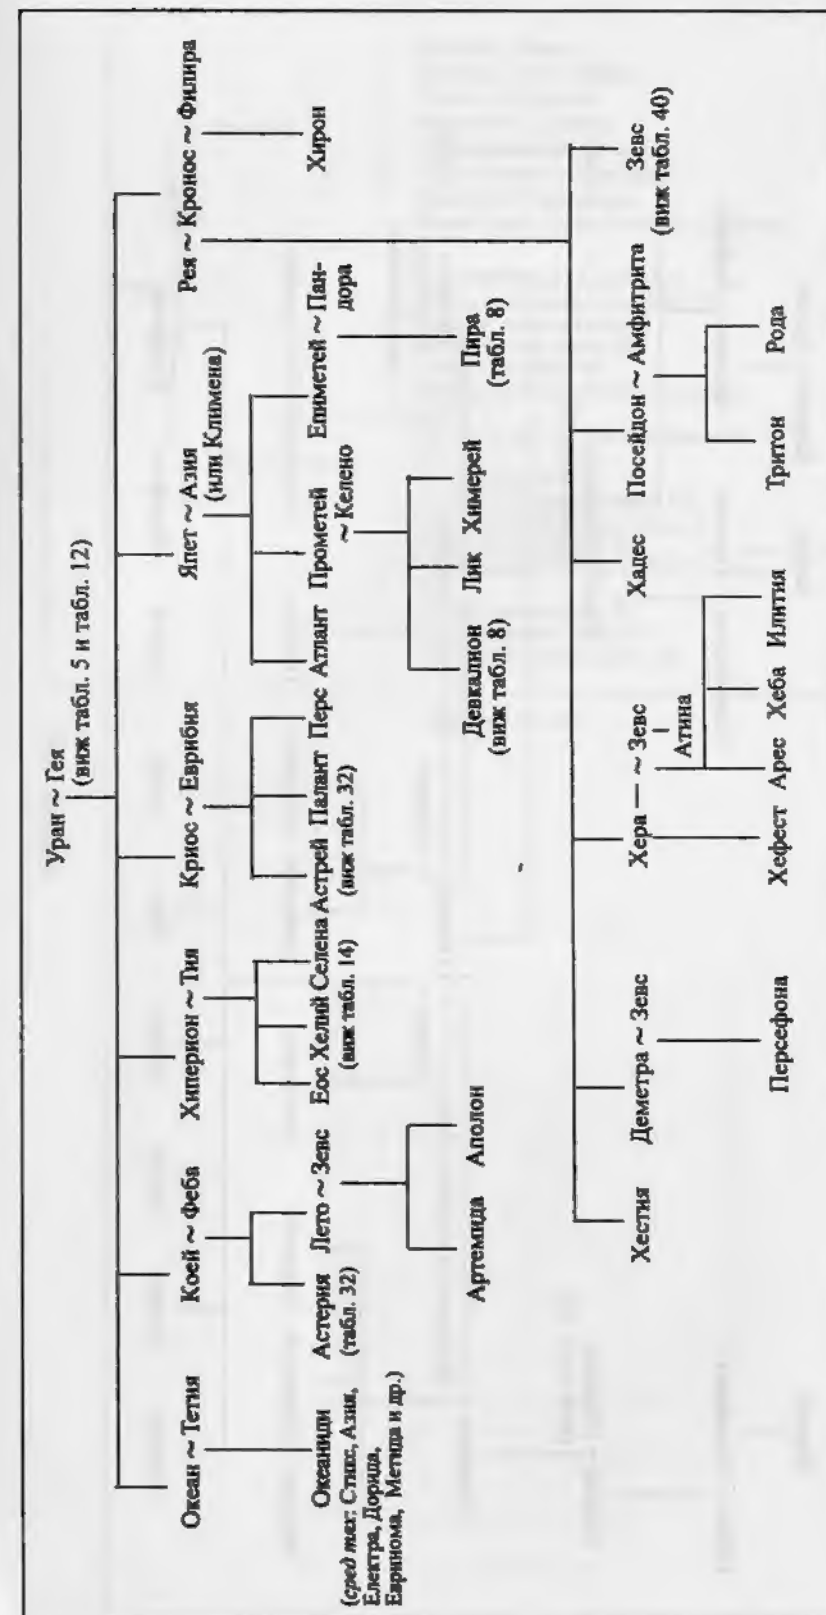 Уран ~ Гея
(виж табл. 5 и табл. 12)
Океан ~ Тетия
Коей ~ Феба
Хиперион ~ Тия
Криос ~ Еврибия
Япет ~ Азия
(или Климена)
Рея ~ Кронос ~ Филира
Океаниди
(сред тях: Стикс, Азия,
Електра, Дорида,
Евринома, Метида и др.)
Астерия
(табл. 32)
Лето ~ Зевс
Еос Хелий Селена
(виж табл. 14)
Астрей Палант Перс
(виж табл. 32)
Атлант
Прометей
~ Келено
Епиметей ~ Пан-
дора
Хирон
Артемида
Аполон
Девкалион
(виж табл. 8)
Лик
Химерей
Пира
(табл. 8)
Хестия
Деметра ~ Зевс
Хера — ~ Зевс
Атина
Хадес
Посейдон ~ Амфитрита
Зевс
(виж табл. 40)
Персефона
Хефест
Арес
Хеба
Илития
Тритон
Рода